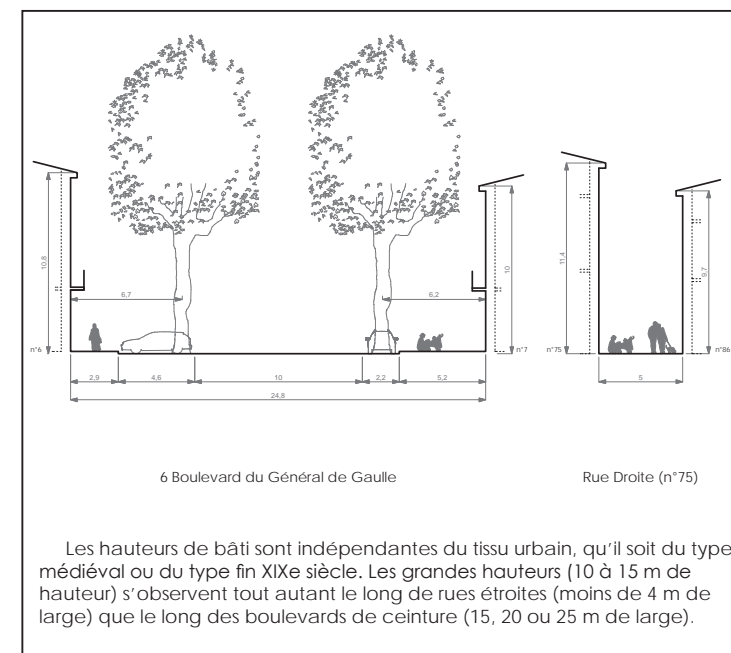 10,8
6,7
6,2
10
11,4
9,7
n°6
n°7
n°75
n°86
2,9
4,6
10
2,2
5,2
5
24,8
6 Boulevard du Général de Gaulle
Rue Droite (n°75)
Les hauteurs de bâti sont indépendantes du tissu urbain, qu'il soit du type
médiéval ou du type fin XIXe siècle. Les grandes hauteurs (10 à 15 m de
hauteur) s'observent tout autant le long de rues étroites (moins de 4 m de
large) que le long des boulevards de ceinture (15, 20 ou 25 m de large).